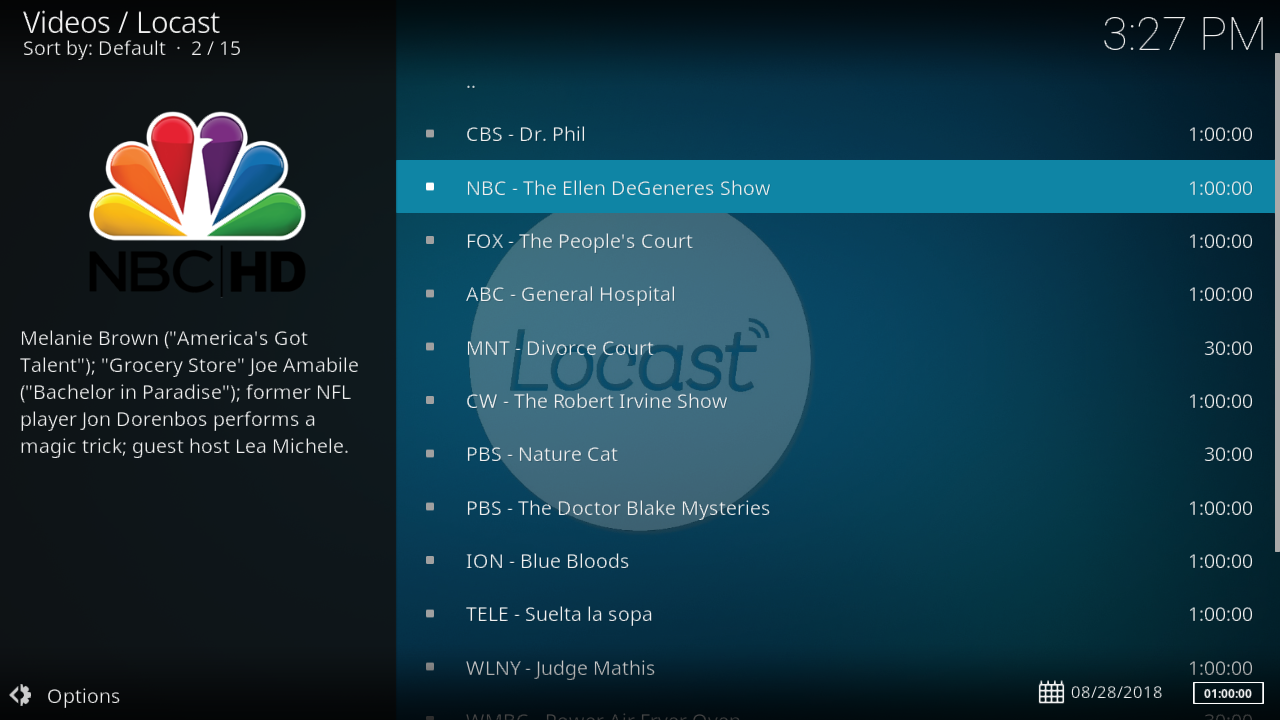 Videos / Locast
Sort by: Default · 2 / 15
3:27 PM
NBC HD
Melanie Brown ("America's Got
Talent"); "Grocery Store" Joe Amabile
("Bachelor in Paradise"); former NFL
player Jon Dorenbos performs a
magic trick; guest host Lea Michele.
..
CBS - Dr. Phil 1:00:00
NBC - The Ellen DeGeneres Show 1:00:00
FOX - The People's Court 1:00:00
ABC - General Hospital 1:00:00
Locast
MNT - Divorce Court 30:00
CW - The Robert Irvine Show 1:00:00
PBS - Nature Cat 30:00
PBS - The Doctor Blake Mysteries 1:00:00
ION - Blue Bloods 1:00:00
TELE - Suelta la sopa 1:00:00
WLNY - Judge Mathis 1:00:00
WMBC - Power Air Fryer Oven 30:00
Options
08/28/2018
01:00:00